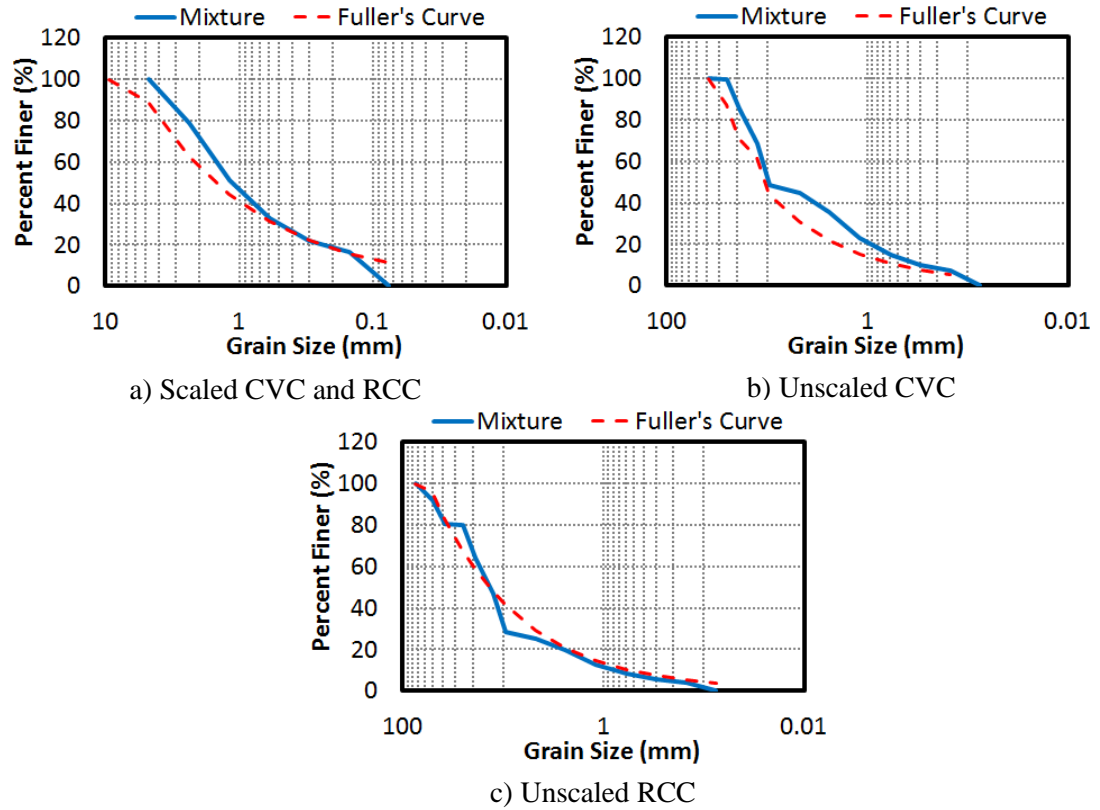 Mixture Fuller's Curve
Percent Finer (%)
120
100
80
60
40
20
0
10 1 0.1 0.01
Grain Size (mm)
a) Scaled CVC and RCC
Mixture Fuller's Curve
Percent Finer (%)
120
100
80
60
40
20
0
100 1 0.01
Grain Size (mm)
b) Unscaled CVC
Mixture Fuller's Curve
Percent Finer (%)
120
100
80
60
40
20
0
100 1 0.01
Grain Size (mm)
c) Unscaled RCC